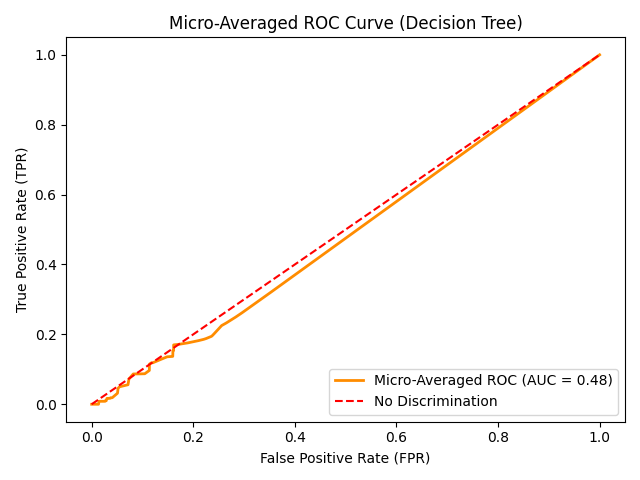 Micro-Averaged ROC Curve (Decision Tree)
True Positive Rate (TPR)
1.0
0.8
0.6
0.4
0.2
0.0
Micro-Averaged ROC (AUC = 0.48)
No Discrimination
0.0 0.2 0.4 0.6 0.8 1.0
False Positive Rate (FPR)